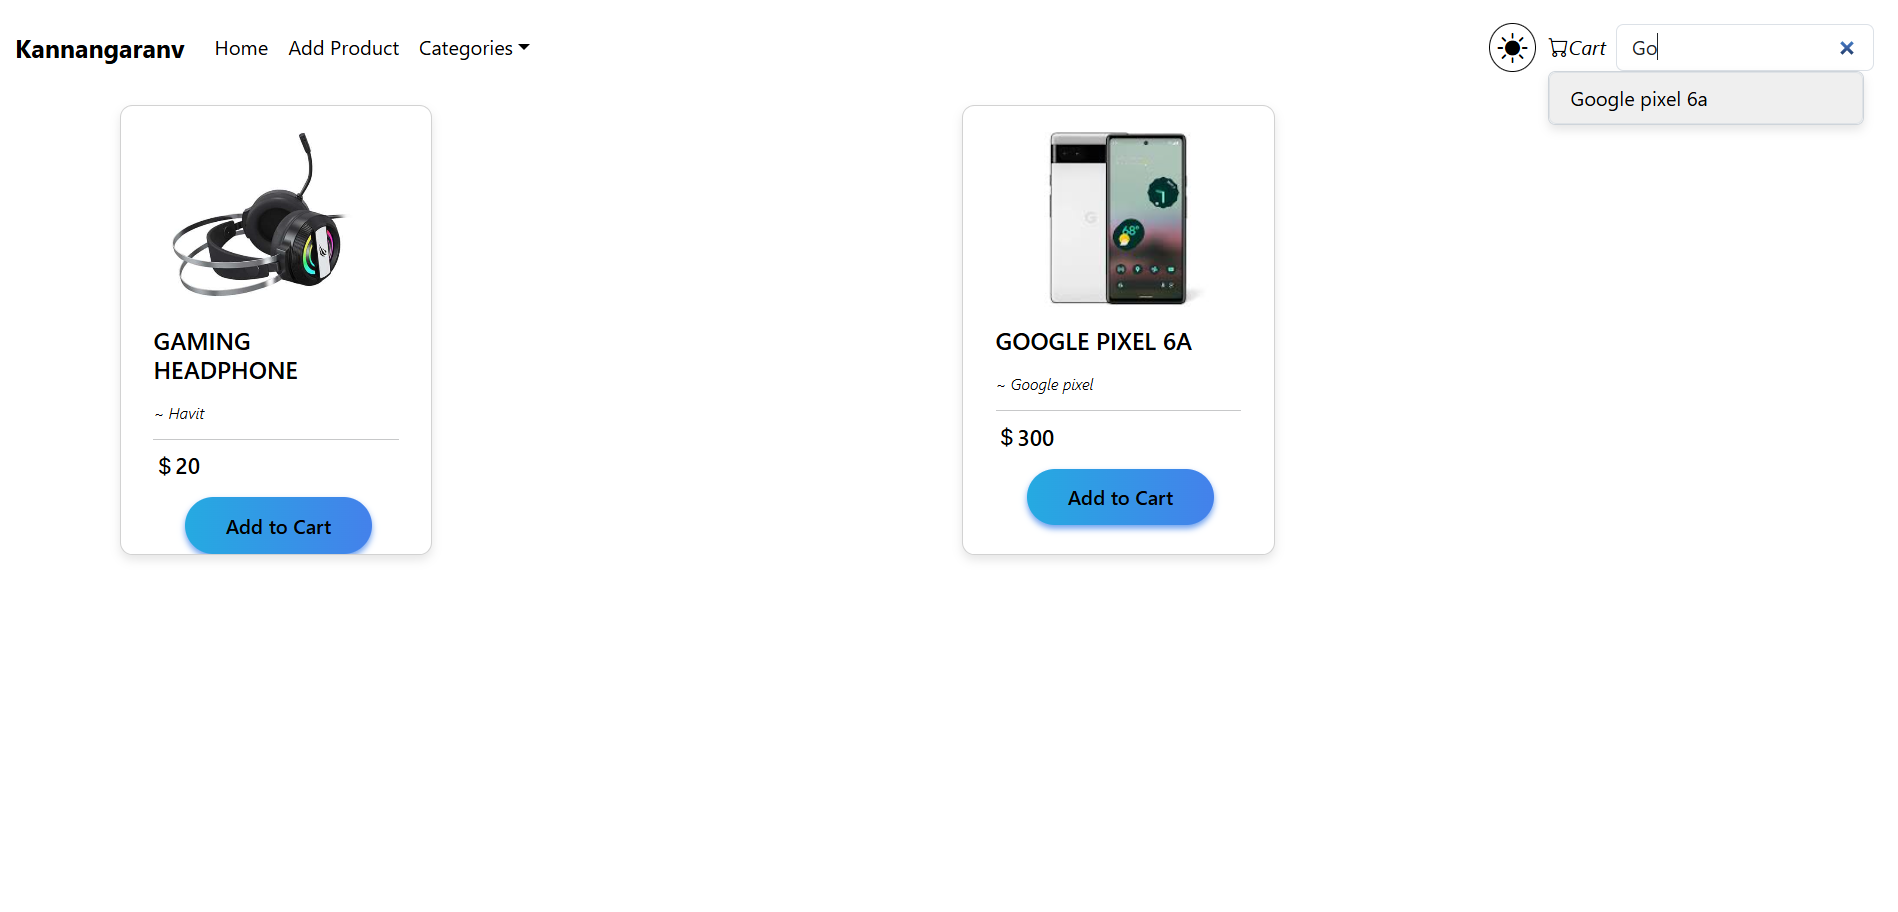 Kannangaranv Home Add Product Categories Cart Go
Google pixel 6a
GAMING
HEADPHONE
~ Havit
$ 20
Add to Cart
GOOGLE PIXEL 6A
~ Google pixel
$ 300
Add to Cart